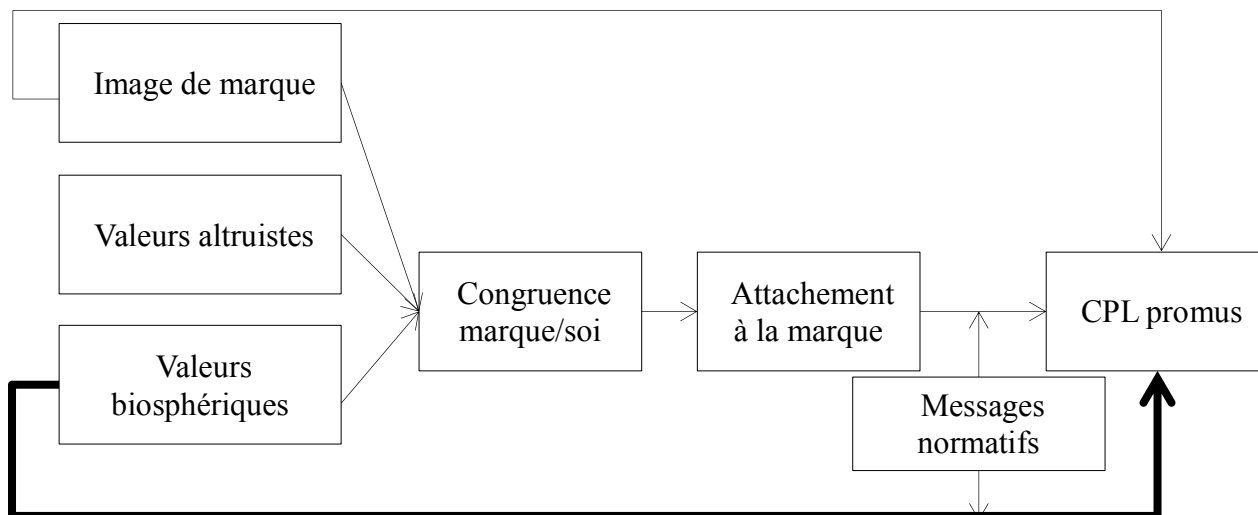 Image de marque
Valeurs altruistes
Valeurs
biosphériques
Congruence
marque/soi
Attachement
à la marque
CPL promus
Messages
normatifs